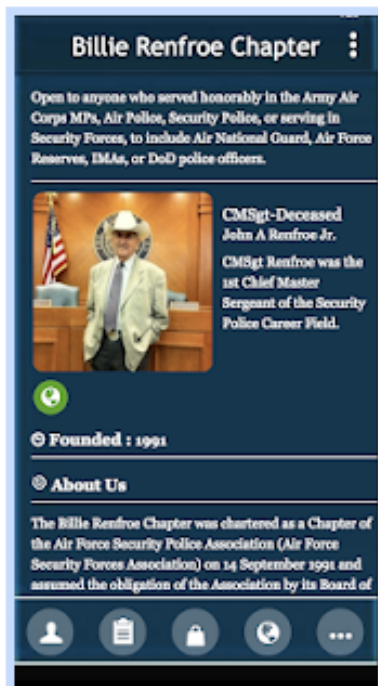 Billie Renfroe Chapter
Open to anyone who served honorably in the Army Air
Corps MPs, Air Police, Security Police, or serving in
Security Forces, to include Air National Guard, Air Force
Reserves, IMAs, or DoD police officers.
CMSgt-Deceased
John A Renfroe Jr.
CMSgt Renfroe was the
1st Chief Master
Sergeant of the Security
Police Career Field.
Founded : 1991
About Us
The Billie Renfroe Chapter was chartered as a Chapter of
the Air Force Security Police Association (Air Force
Security Forces Association) on 14 September 1991 and
assumed the obligation of the Association by its Board of